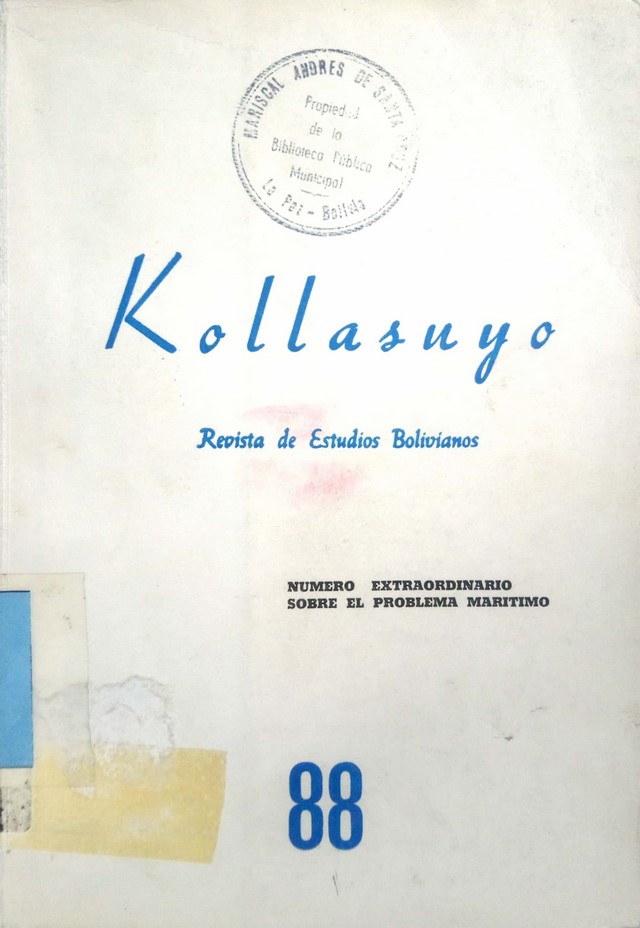 MARISCAL ANDRES DE SANTA CRUZ
Propiedad
de la
Biblioteca Pública
Municipal
La Paz - Bolivia
Kollasuyo
Revista de Estudios Bolivianos
NUMERO EXTRAORDINARIO
SOBRE EL PROBLEMA MARITIMO
88